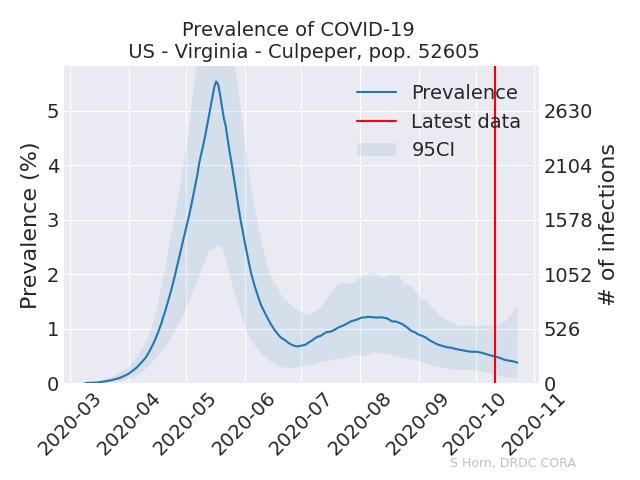 Prevalence of COVID-19
US - Virginia - Culpeper, pop. 52605
Prevalence (%)
5
4
3
2
1
0
Prevalence
Latest data
95CI
2630
2104
1578
1052
526
0
# of infections
2020-03
2020-04
2020-05
2020-06
2020-07
2020-08
2020-09
2020-10
2020-11
S Horn, DRDC CORA